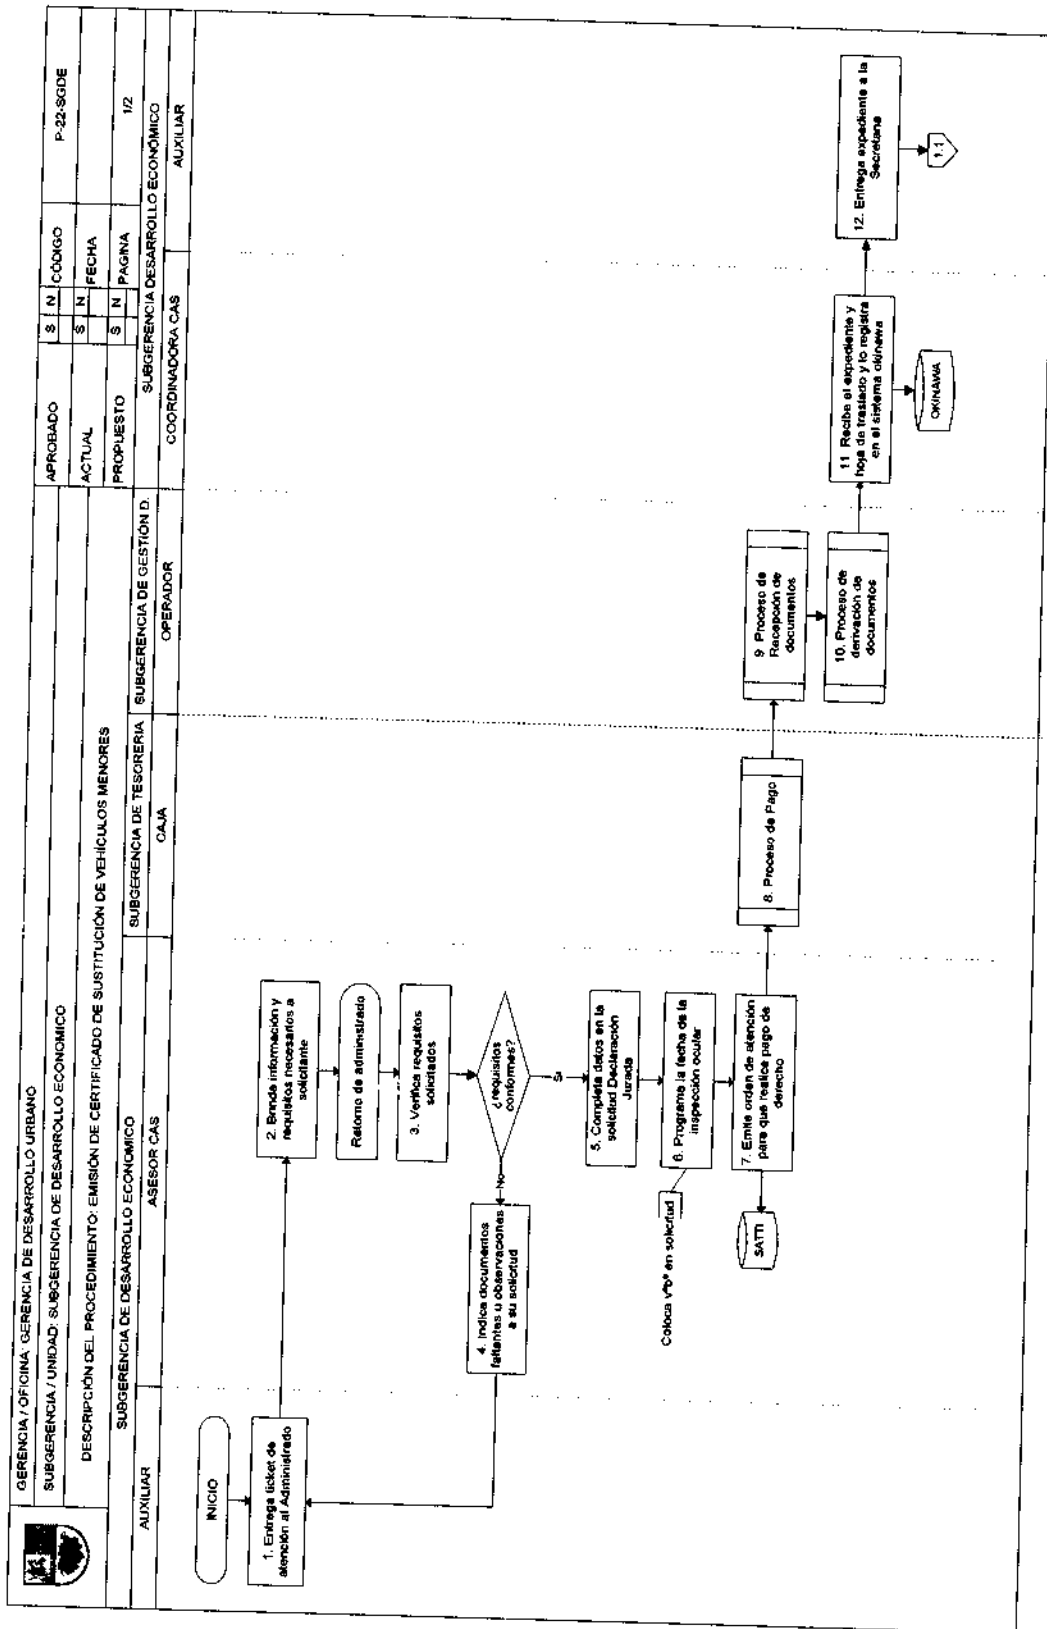 GERENCIA / OFICINA: GERENCIA DE DESARROLLO URBANO
SUBGERENCIA / UNIDAD: SUBGERENCIA DE DESARROLLO ECONOMICO
DESCRIPCIÓN DEL PROCEDIMIENTO: EMISIÓN DE CERTIFICADO DE SUSTITUCIÓN DE VEHÍCULOS MENORES
APROBADO
S N
CÓDIGO
P-22-SGDE
ACTUAL
S N
FECHA
PROPUESTO
S N
PAGINA
1/2
SUBGERENCIA DE DESARROLLO ECONOMICO
SUBGERENCIA DE TESORERIA
SUBGERENCIA DE GESTIÓN D.
SUBGERENCIA DESARROLLO ECONÓMICO
AUXILIAR
ASESOR CAS
CAJA
OPERADOR
COORDINADORA CAS
AUXILIAR
INICIO
1. Entrega ticket de
atención al Administrado
2. Brinda información y
requisitos necesarios a
solicitante
Retorno de administrado
3. Verifica requisitos
solicitados
¿requisitos
conformes?
No
Si
4. Indica documentos
faltantes u observaciones
a su solicitud
5. Completa datos en la
solicitud Declaración
Jurada
6. Programa la fecha de la
inspección ocular
Coloca v°b° en solicitud
7. Emite orden de atención
para que realice pago de
derecho
SATTI
8. Proceso de Pago
9 Proceso de
Recepción de
documentos
10. Proceso de
derivación de
documentos
11 Recibe el expediente y
hoja de traslado y lo registra
en el sistema okinawa
OKINAWA
12. Entrega expediente a la
Secretaria
1.1